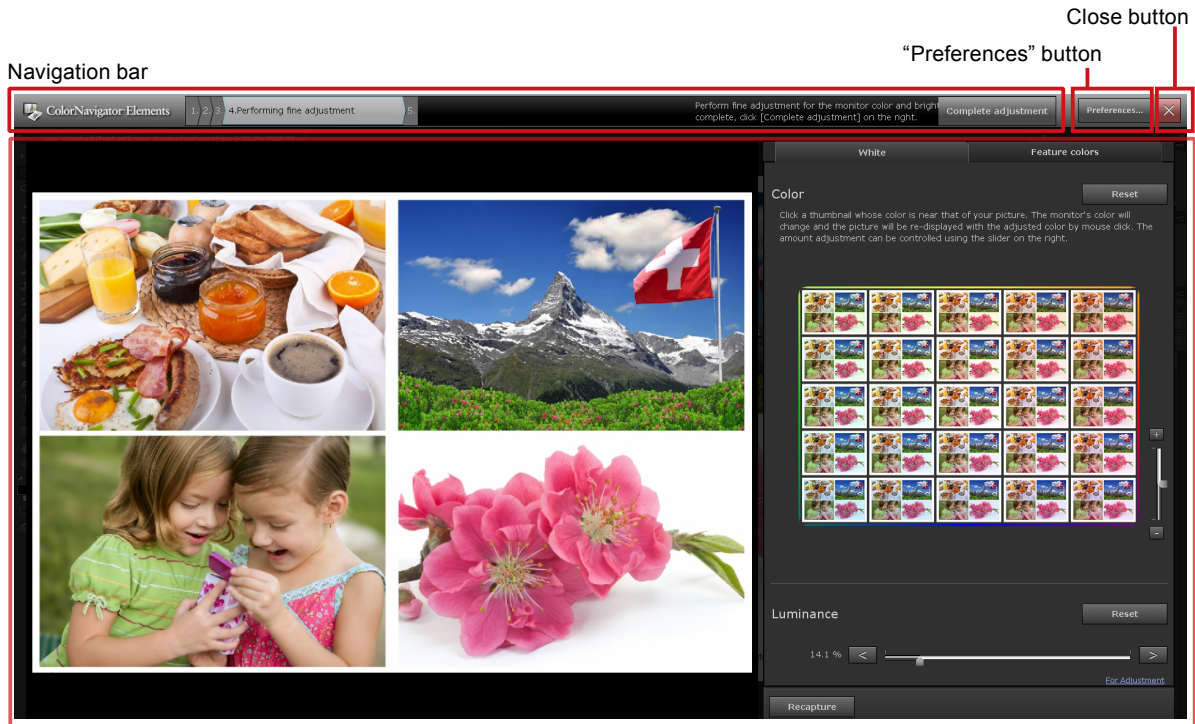 Close button
“Preferences” button
Navigation bar
ColorNavigator Elements
1.
2.
3.
4.Performing fine adjustment
5.
Perform fine adjustment for the monitor color and bright
complete, click [Complete adjustment] on the right.
Complete adjustment
Preferences...
White
Feature colors
Color
Reset
Click a thumbnail whose color is near that of your picture. The monitor's color will
change and the picture will be re-displayed with the adjusted color by mouse click. The
amount adjustment can be controlled using the slider on the right.
+
-
Luminance
Reset
14.1 %
<
>
For Adjustment
Recapture